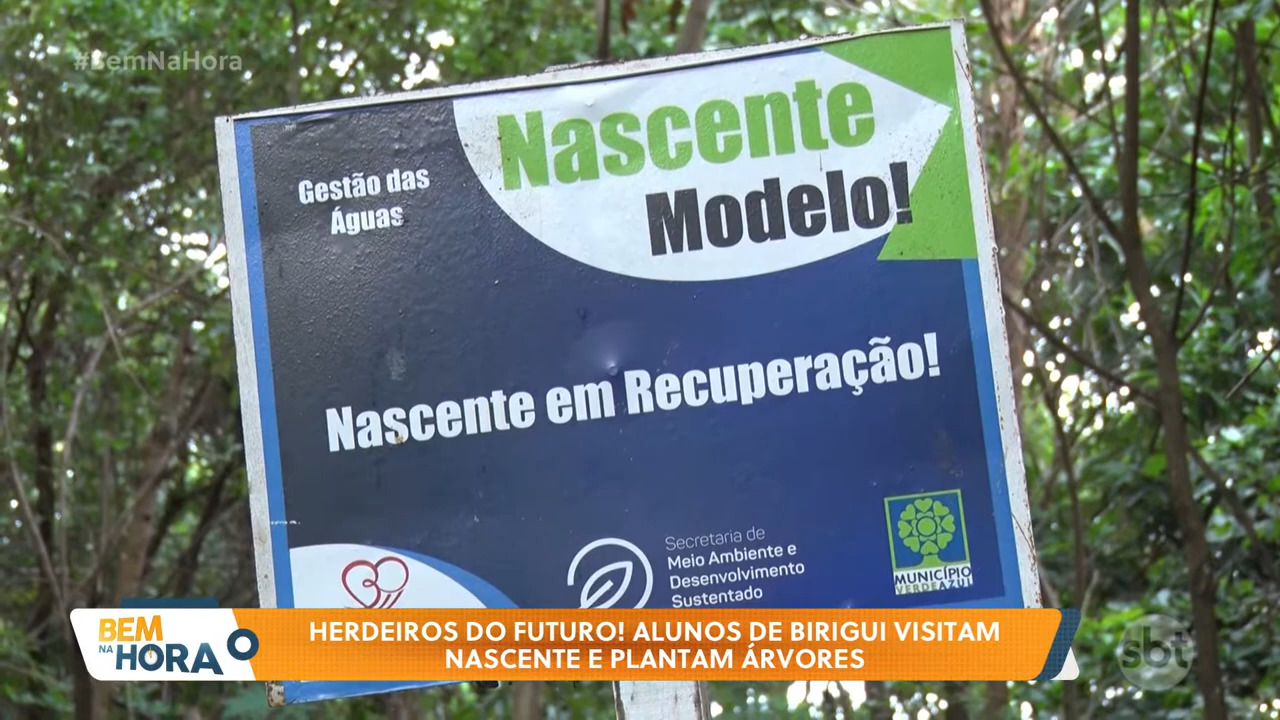 #BemNaHora
Nascente
Modelo!
Gestão das
Águas
Nascente em Recuperação!
Secretaria de
Meio Ambiente e
Desenvolvimento
Sustentado
MUNICÍPIO
VERDEAZUL
BEM
NA HORA
HERDEIROS DO FUTURO! ALUNOS DE BIRIGUI VISITAM
NASCENTE E PLANTAM ÁRVORES
sbt